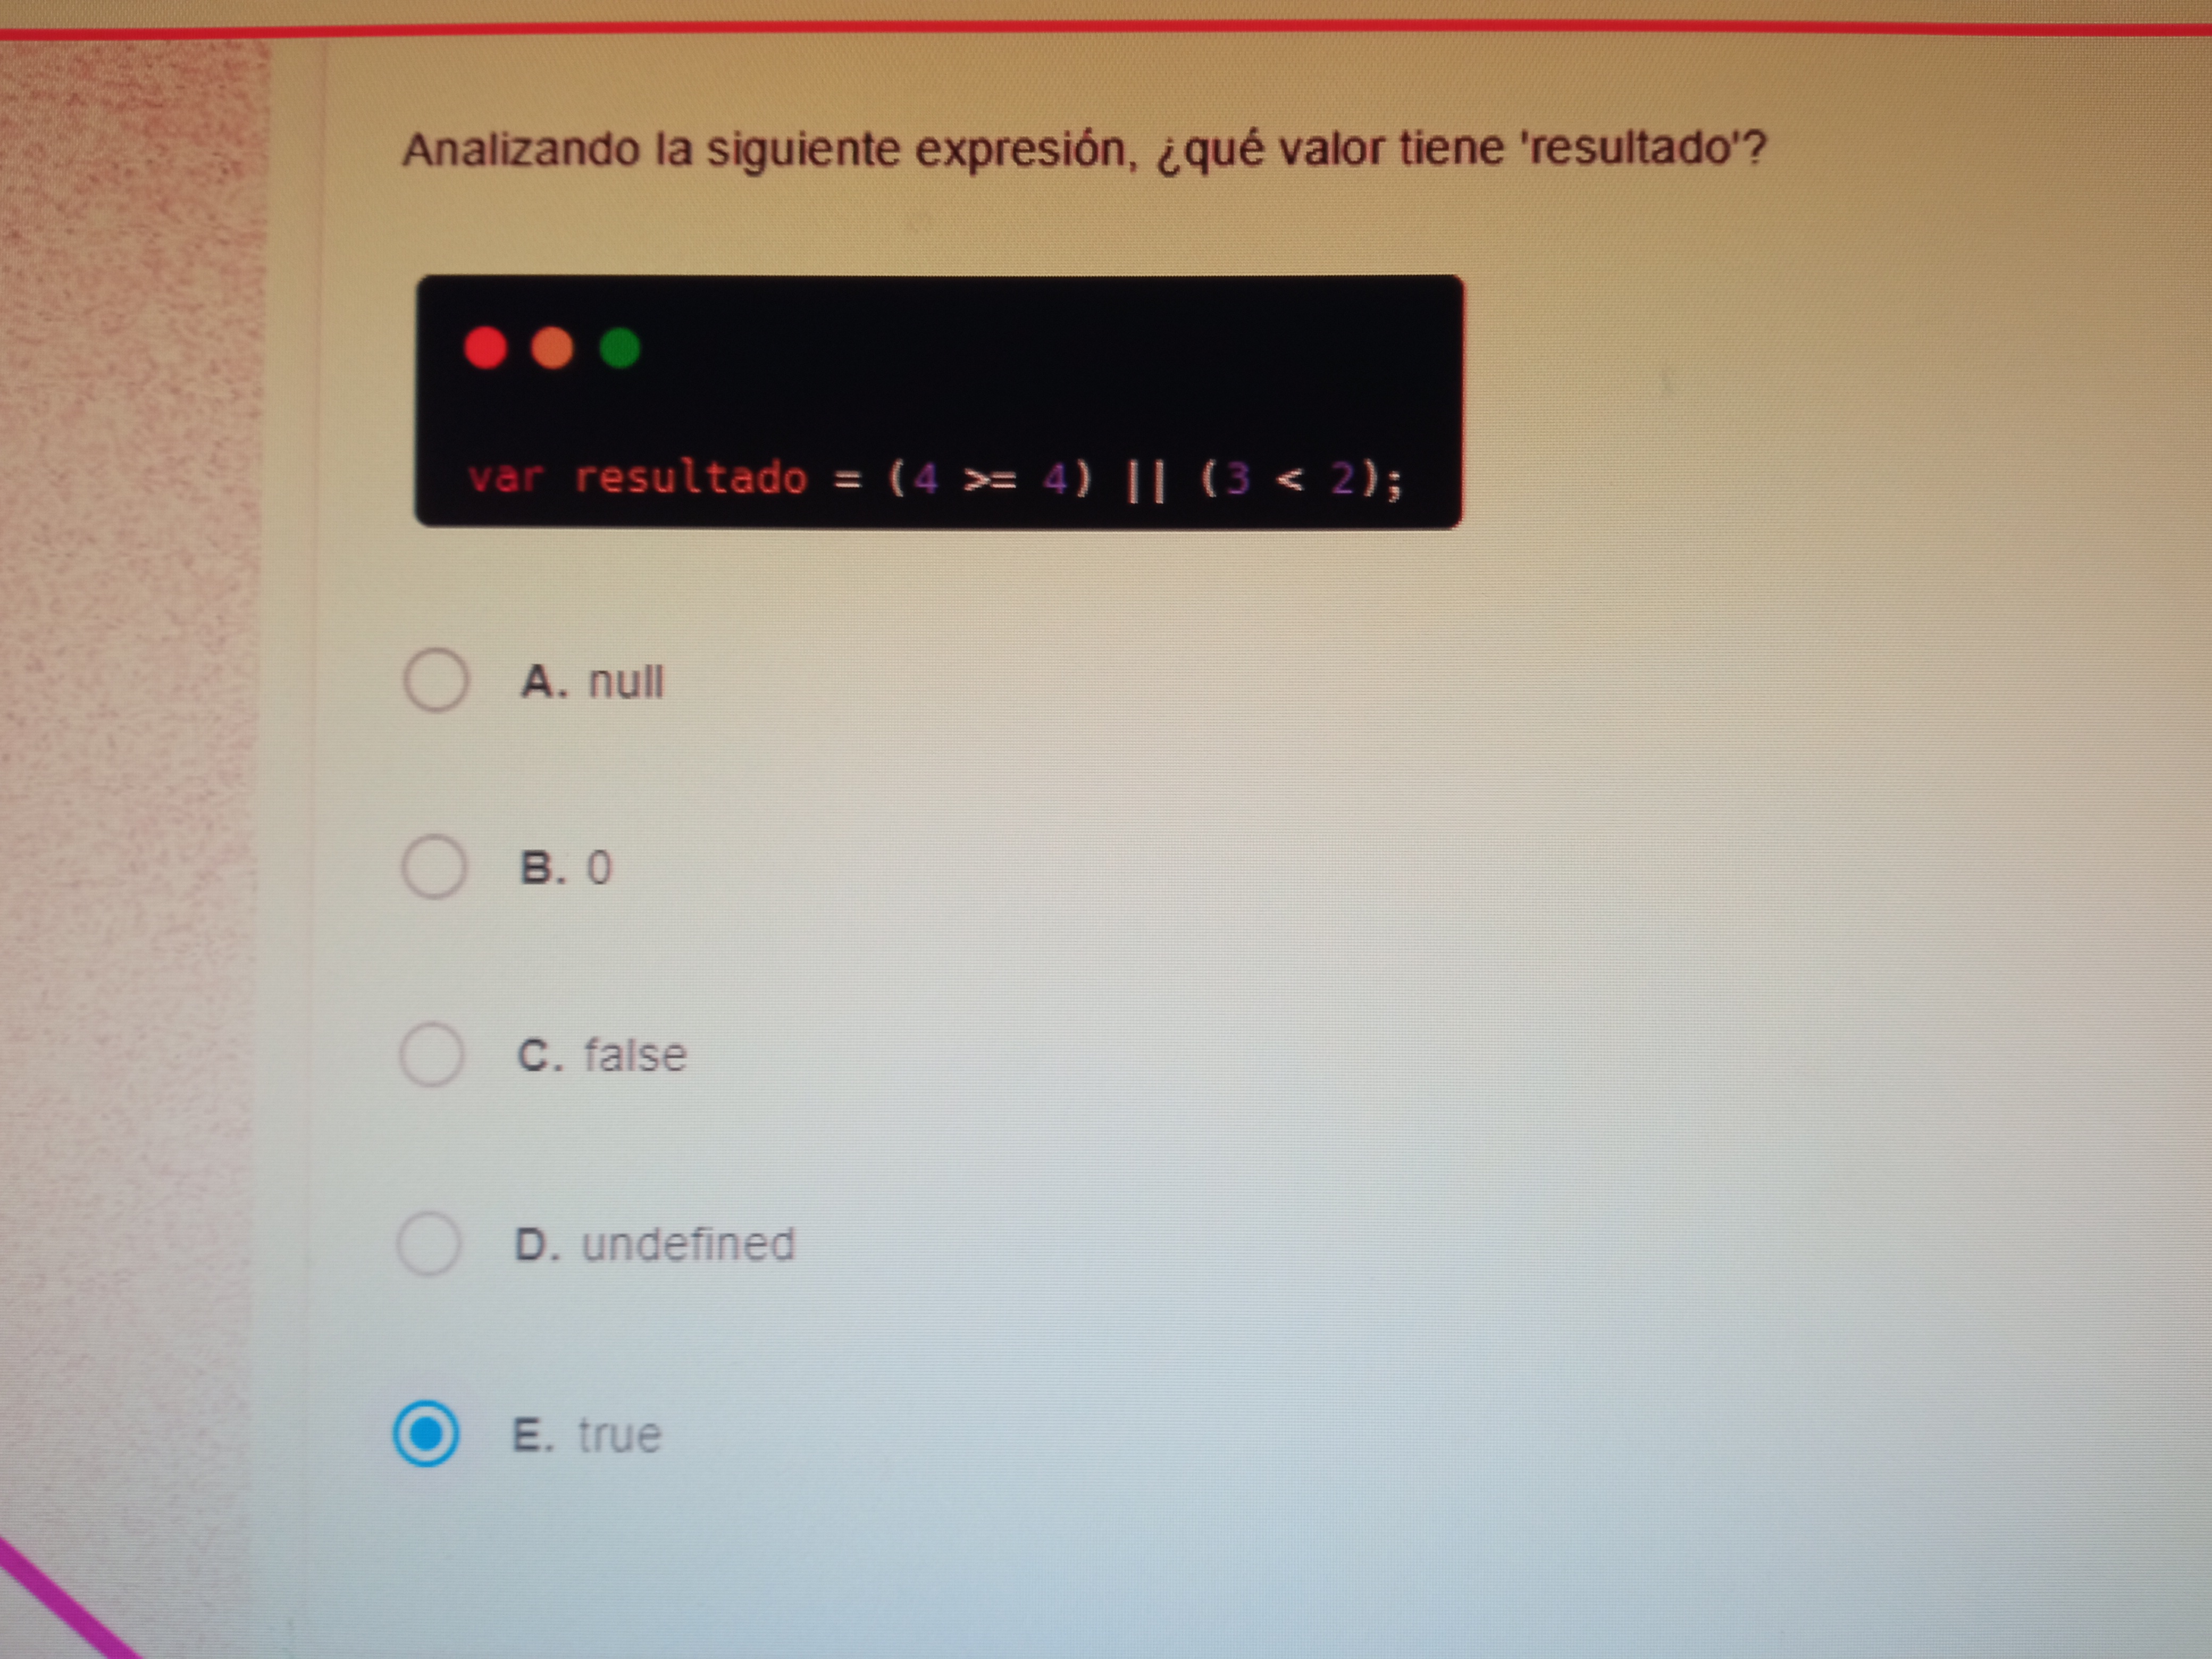 Analizando la siguiente expresión, ¿qué valor tiene 'resultado'?
var resultado = (4 >= 4) || (3 < 2);
A. null
B. 0
C. false
D. undefined
E. true